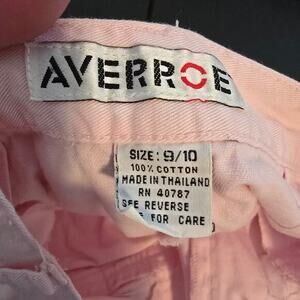 AVERROE
SIZE: 9/10
100% COTTON
MADE IN THAILAND
RN 40787
SEE REVERSE
FOR CARE